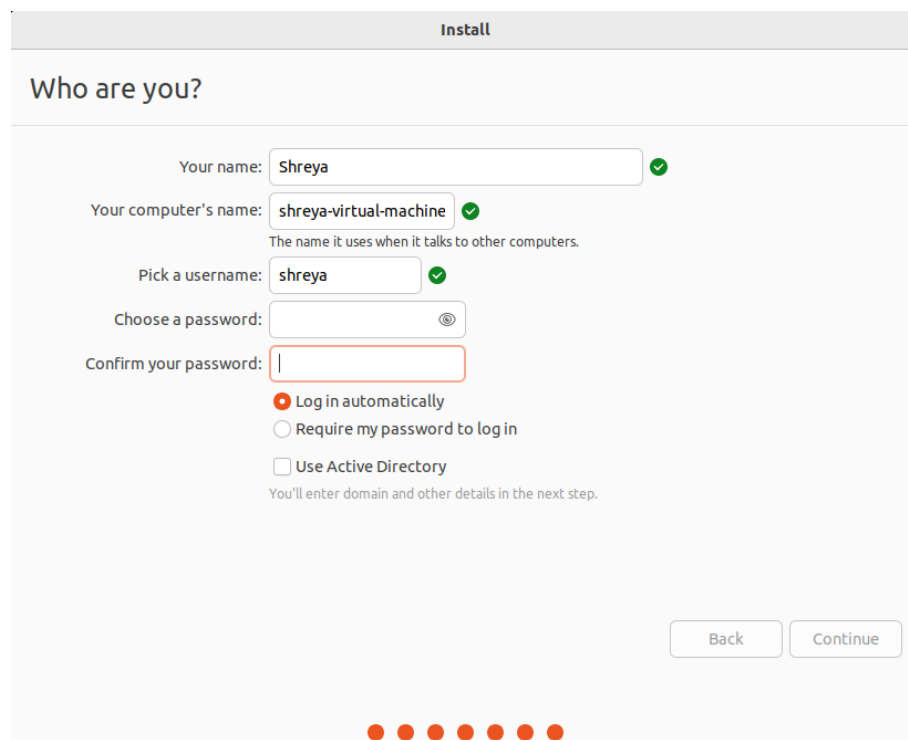 Install
Who are you?
Your name: Shreya
Your computer's name: shreya-virtual-machine
The name it uses when it talks to other computers.
Pick a username: shreya
Choose a password:
Confirm your password:
Log in automatically
Require my password to log in
Use Active Directory
You'll enter domain and other details in the next step.
Back Continue